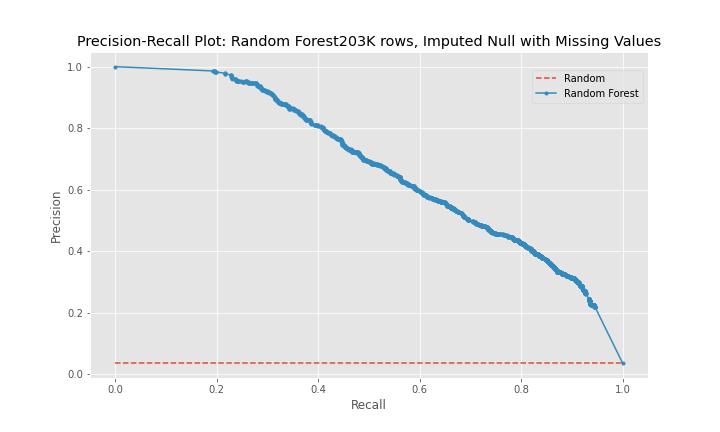 Precision-Recall Plot: Random Forest203K rows, Imputed Null with Missing Values
1.0
Random
Random Forest
0.8
0.6
Precision
0.4
0.2
0.0
0.0 0.2 0.4 0.6 0.8 1.0
Recall